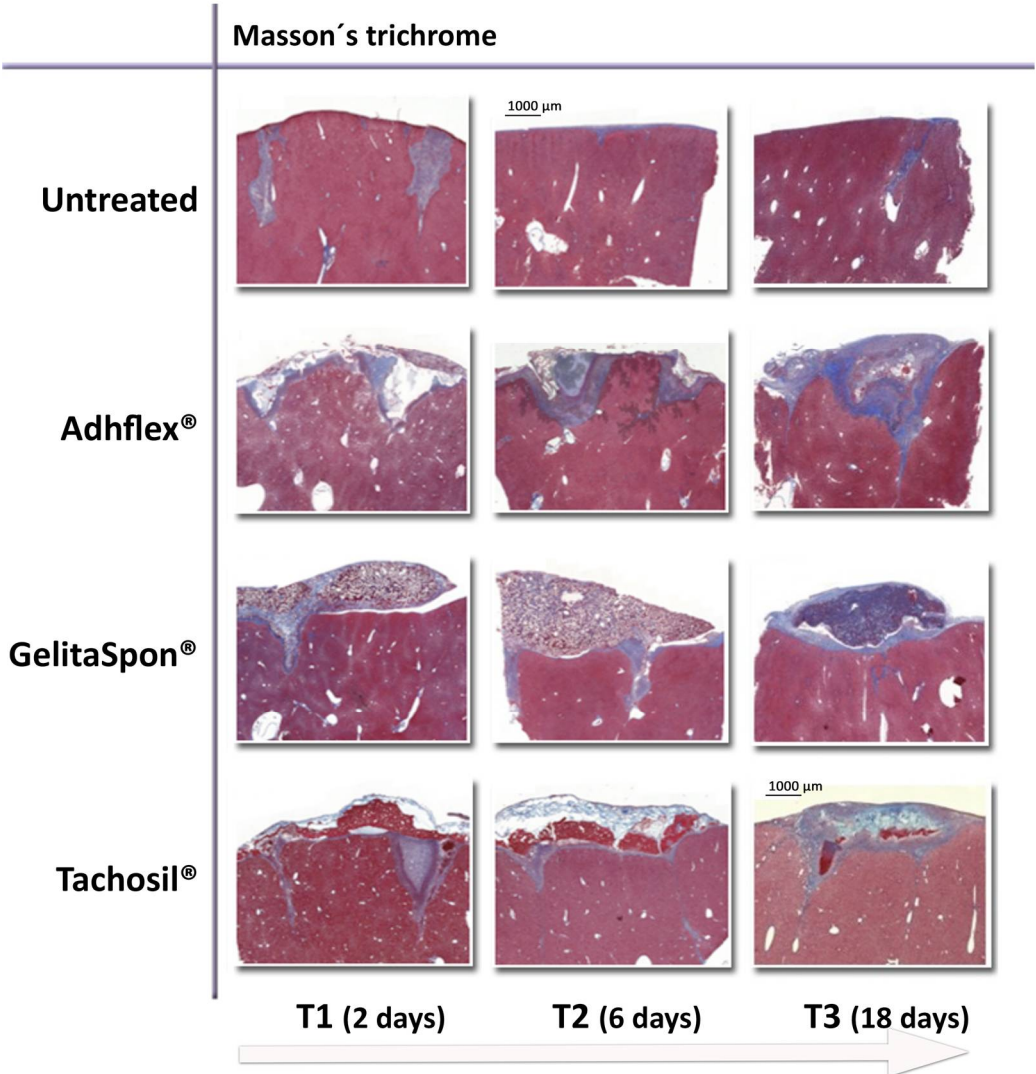 Masson´s trichrome
1000 µm
Untreated
Adhflex®
GelitaSpon®
1000 µm
Tachosil®
T1 (2 days) T2 (6 days) T3 (18 days)